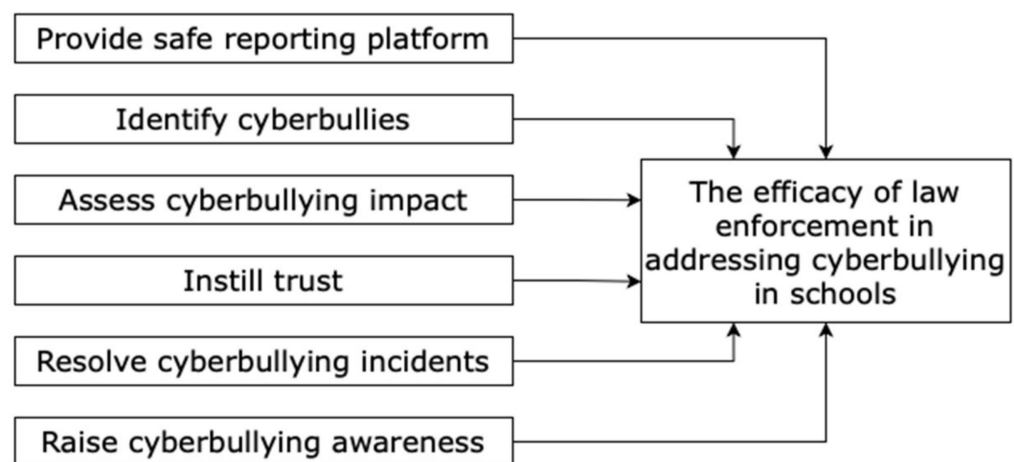 Provide safe reporting platform
Identify cyberbullies
Assess cyberbullying impact
Instill trust
Resolve cyberbullying incidents
Raise cyberbullying awareness
The efficacy of law
enforcement in
addressing cyberbullying
in schools